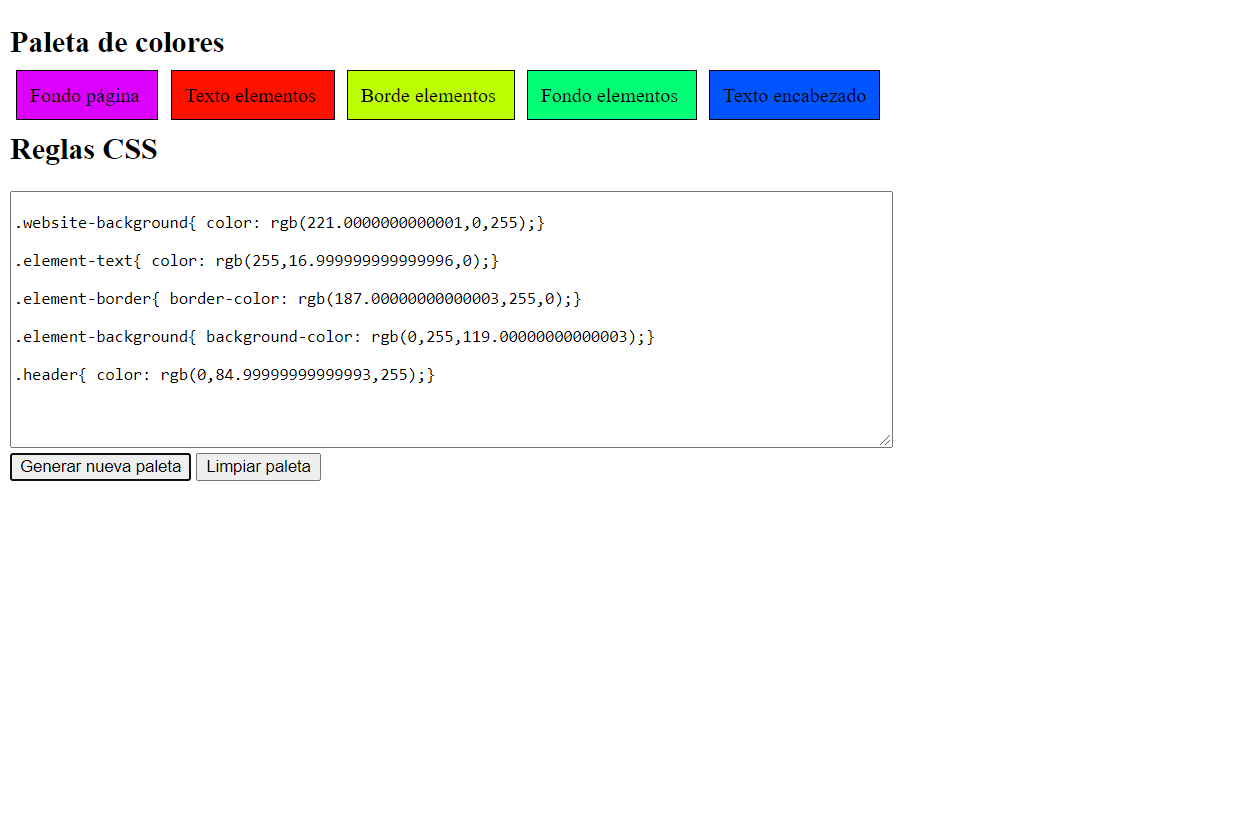 Paleta de colores
Fondo página Texto elementos Borde elementos Fondo elementos Texto encabezado
Reglas CSS
.website-background{ color: rgb(221.0000000000001,0,255);}
.element-text{ color: rgb(255,16.999999999999996,0);}
.element-border{ border-color: rgb(187.00000000000003,255,0);}
.element-background{ background-color: rgb(0,255,119.00000000000003);}
.header{ color: rgb(0,84.99999999999993,255);}
Generar nueva paleta Limpiar paleta